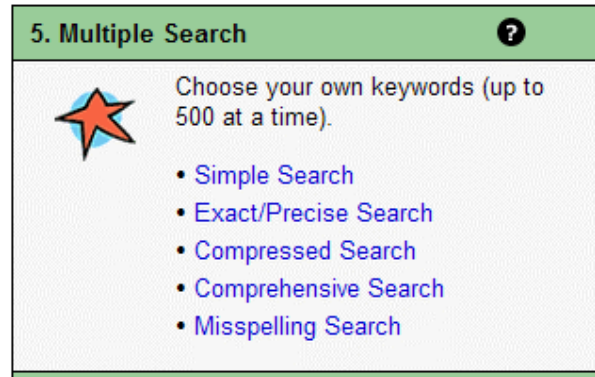 5. Multiple Search ?
Choose your own keywords (up to
500 at a time).
• Simple Search
• Exact/Precise Search
• Compressed Search
• Comprehensive Search
• Misspelling Search